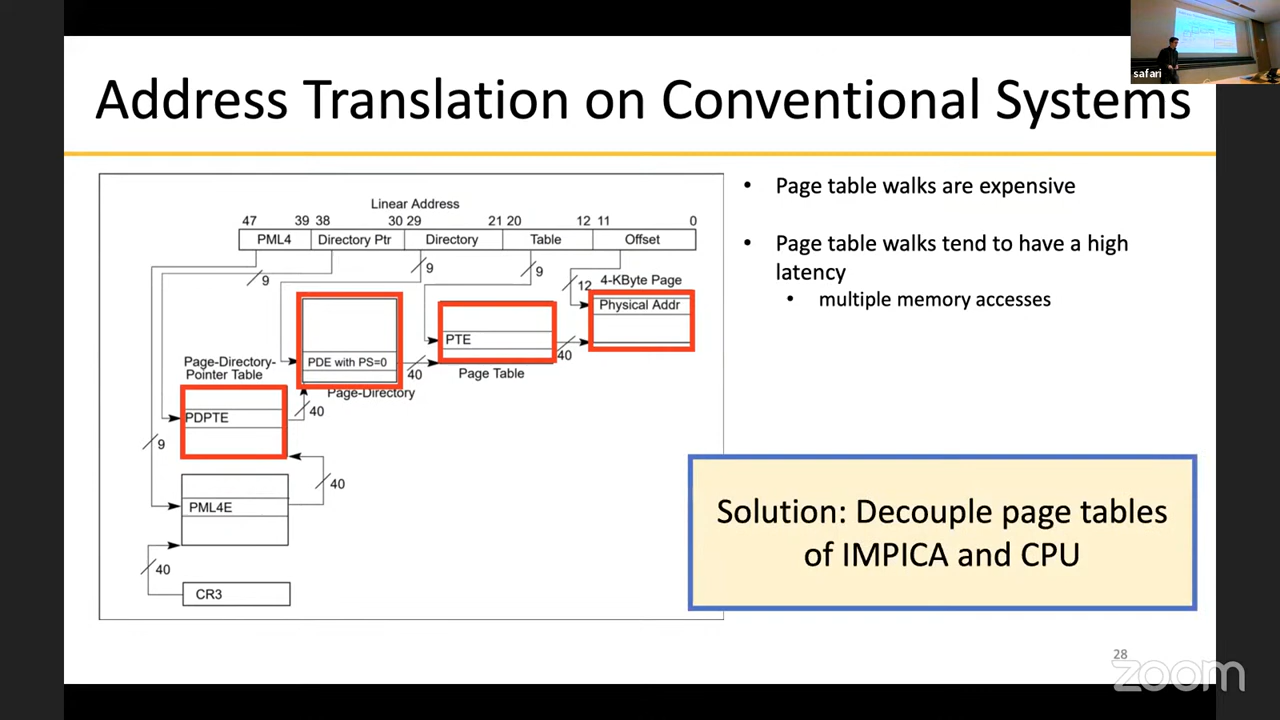 safari
Address Translation on Conventional Systems
Linear Address
47 39 38 30 29 21 20 12 11 0
PML4 Directory Ptr Directory Table Offset
9
9
9
12
4-KByte Page
Physical Addr
PTE
40
Page Table
PDE with PS=0
40
Page-Directory
Page-Directory-
Pointer Table
PDPTE
40
9
40
PML4E
40
CR3
• Page table walks are expensive
• Page table walks tend to have a high
latency
• multiple memory accesses
Solution: Decouple page tables
of IMPICA and CPU
28
zoom